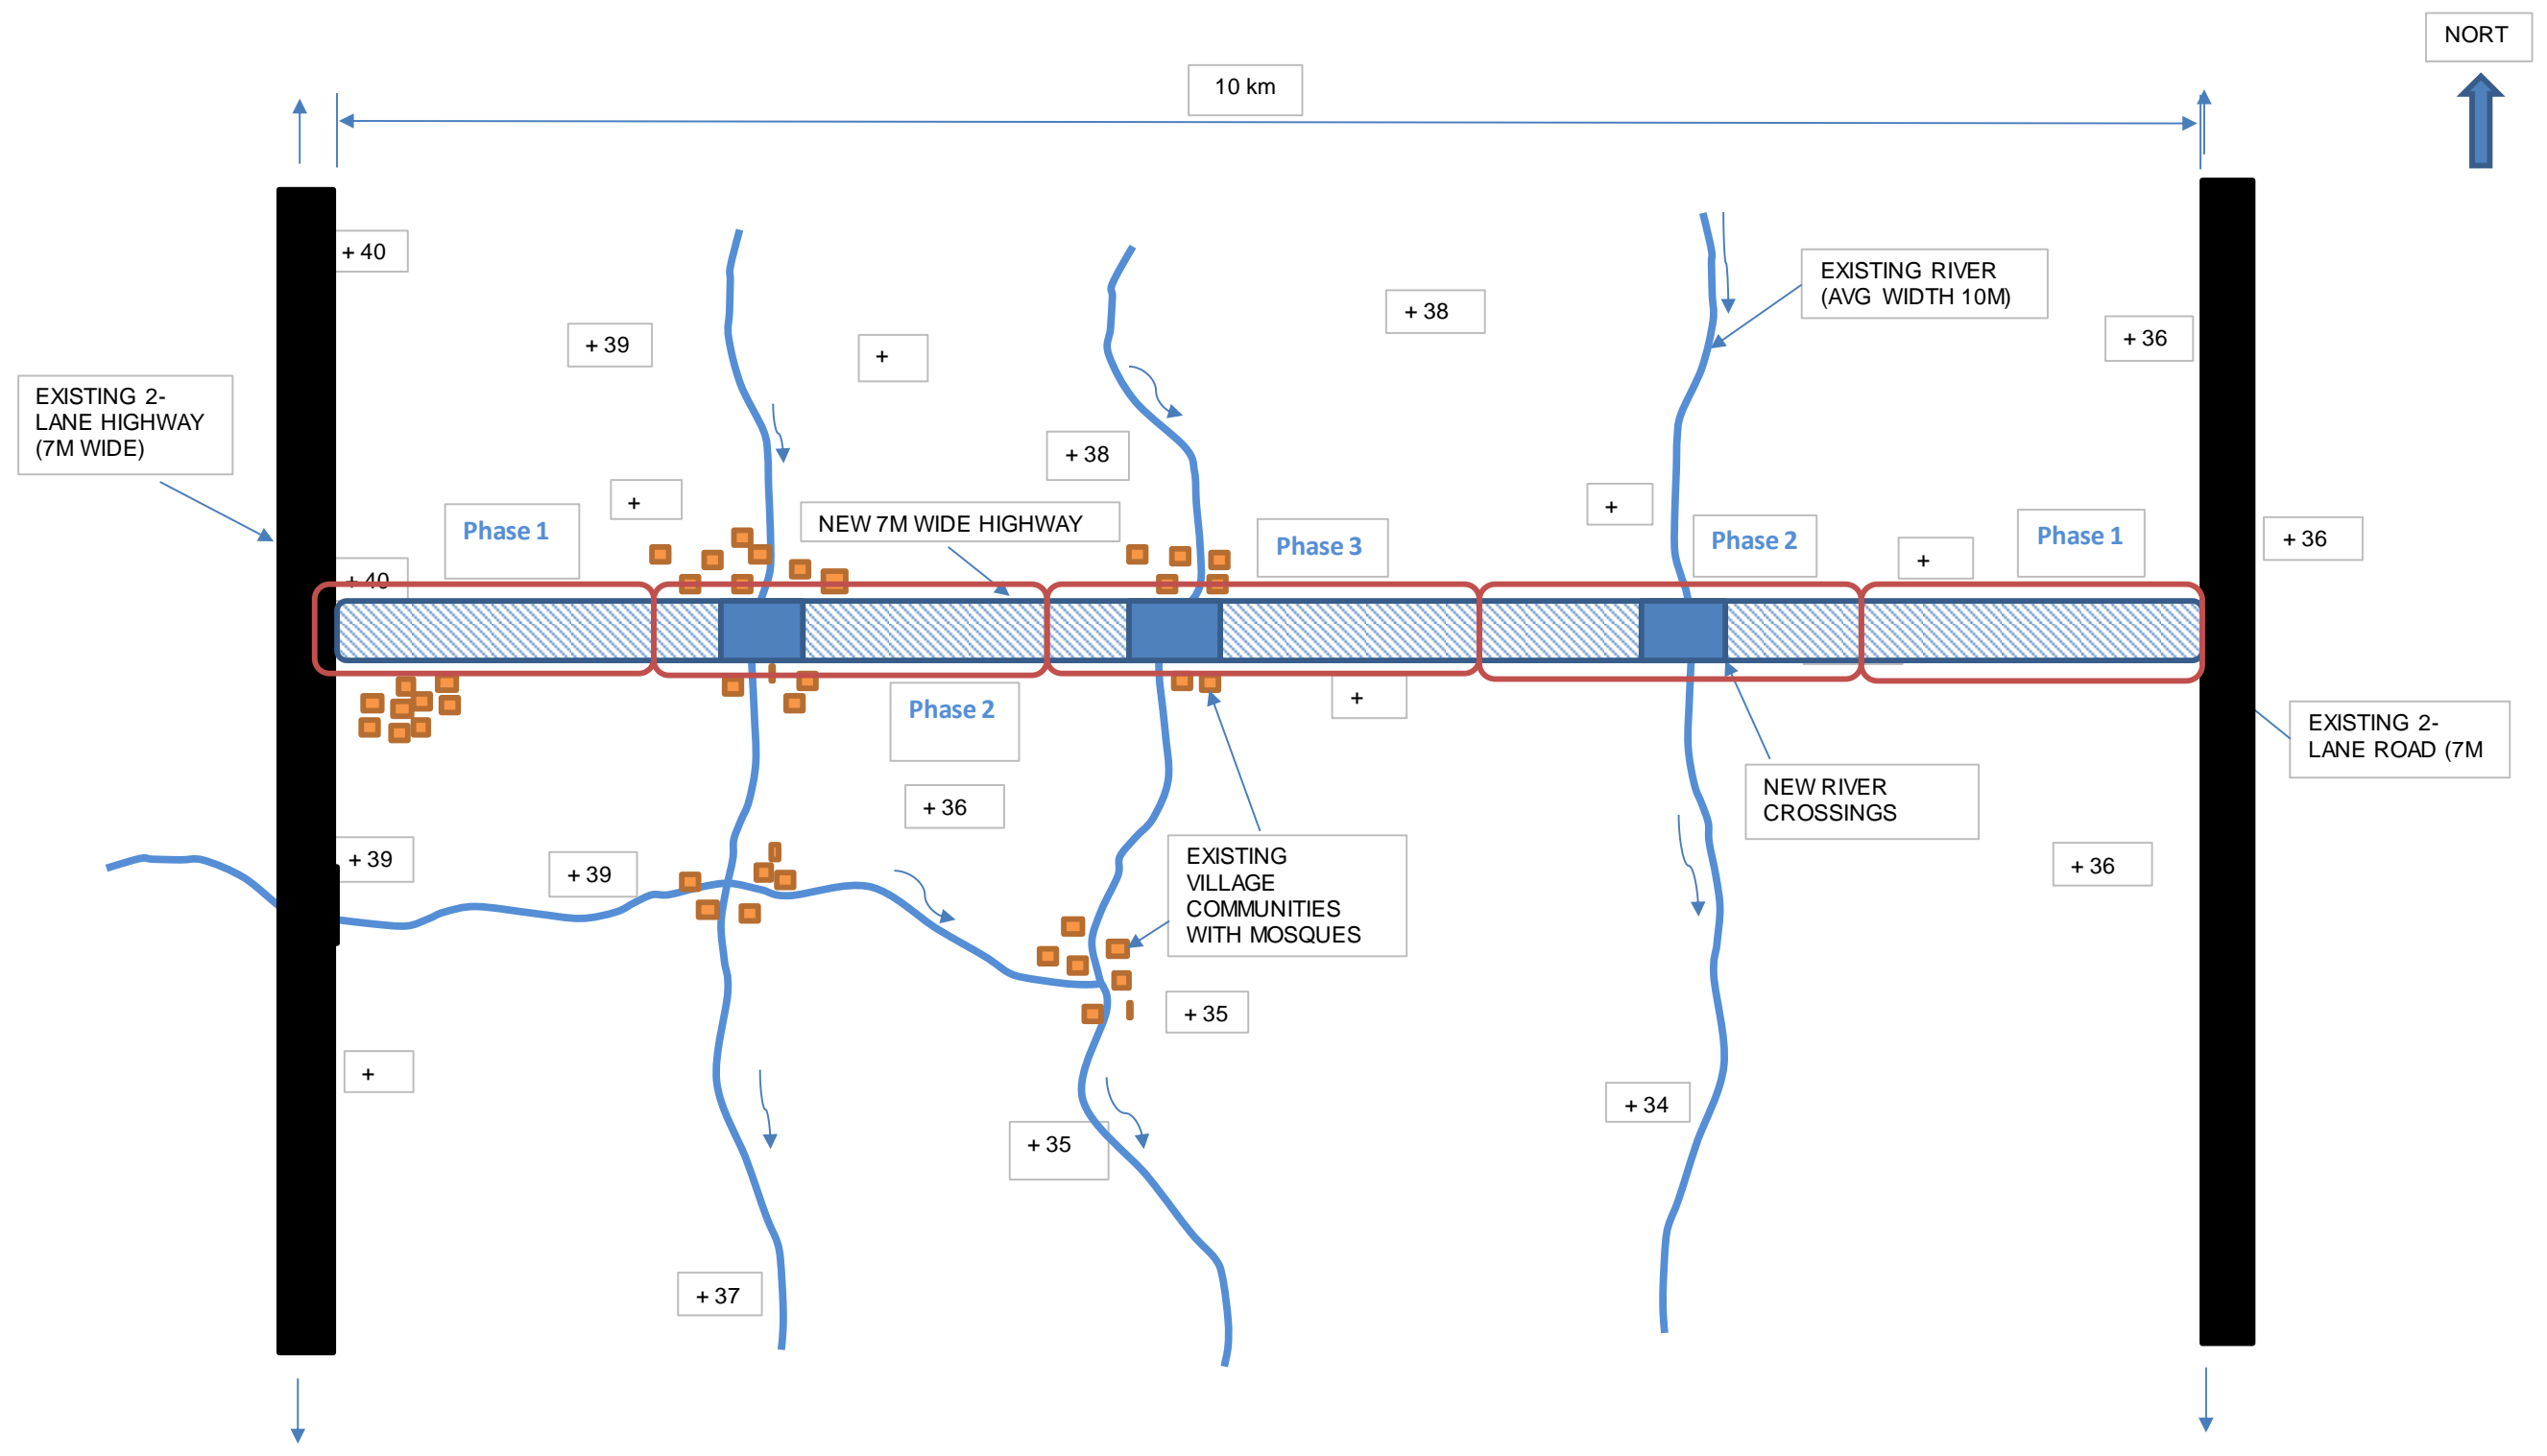 NORT
10 km
+ 40
EXISTING RIVER
(AVG WIDTH 10M)
+ 38
+ 39
+
+ 36
EXISTING 2-
LANE HIGHWAY
(7M WIDE)
+ 38
+
+
Phase 1
NEW 7M WIDE HIGHWAY
Phase 3
Phase 2
Phase 1
+ 36
+
+ 40
+
Phase 2
EXISTING 2-
LANE ROAD (7M
NEW RIVER
CROSSINGS
+ 36
+ 39
+ 39
EXISTING
VILLAGE
COMMUNITIES
WITH MOSQUES
+ 36
+ 35
+
+ 34
+ 35
+ 37